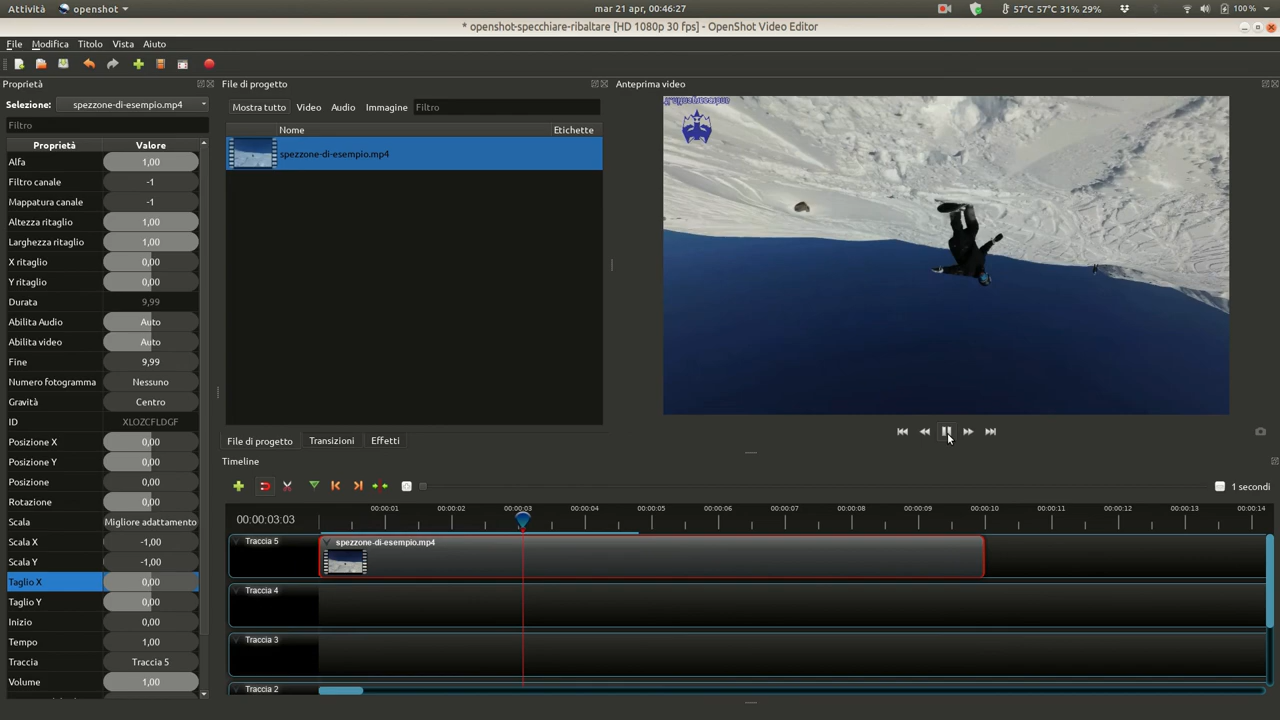 Attività openshot mar 21 apr, 00:46:27 57°C 57°C 31% 29% 100 %
* openshot-specchiare-ribaltare [HD 1080p 30 fps] - OpenShot Video Editor
File Modifica Titolo Vista Aiuto
Proprietà File di progetto Anteprima video
Selezione: spezzone-di-esempio.mp4 Mostra tutto Video Audio Immagine Filtro
Filtro
Nome Etichette
spezzone-di-esempio.mp4
Proprietà Valore
Alfa 1,00
Filtro canale -1
Mappatura canale -1
Altezza ritaglio 1,00
Larghezza ritaglio 1,00
X ritaglio 0,00
Y ritaglio 0,00
Durata 9,99
Abilita Audio Auto
Abilita video Auto
Fine 9,99
Numero fotogramma Nessuno
Gravità Centro
ID XLOZCFLDGF
Posizione X 0,00
Posizione Y 0,00
Posizione 0,00
Rotazione 0,00
Scala Migliore adattamento
Scala X -1,00
Scala Y -1,00
Taglio X 0,00
Taglio Y 0,00
Inizio 0,00
Tempo 1,00
Traccia Traccia 5
Volume 1,00
File di progetto Transizioni Effetti
Timeline
1 secondi
00:00:03:03 00:00:01 00:00:02 00:00:03 00:00:04 00:00:05 00:00:06 00:00:07 00:00:08 00:00:09 00:00:10 00:00:11 00:00:12 00:00:13 00:00:14
Traccia 5 spezzone-di-esempio.mp4
Traccia 4
Traccia 3
Traccia 2